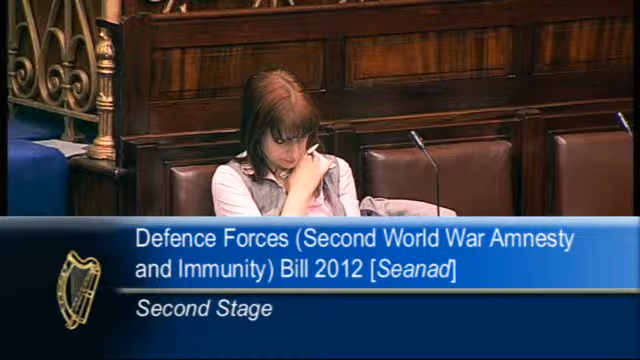 Defence Forces (Second World War Amnesty
and Immunity) Bill 2012 [Seanad]
Second Stage